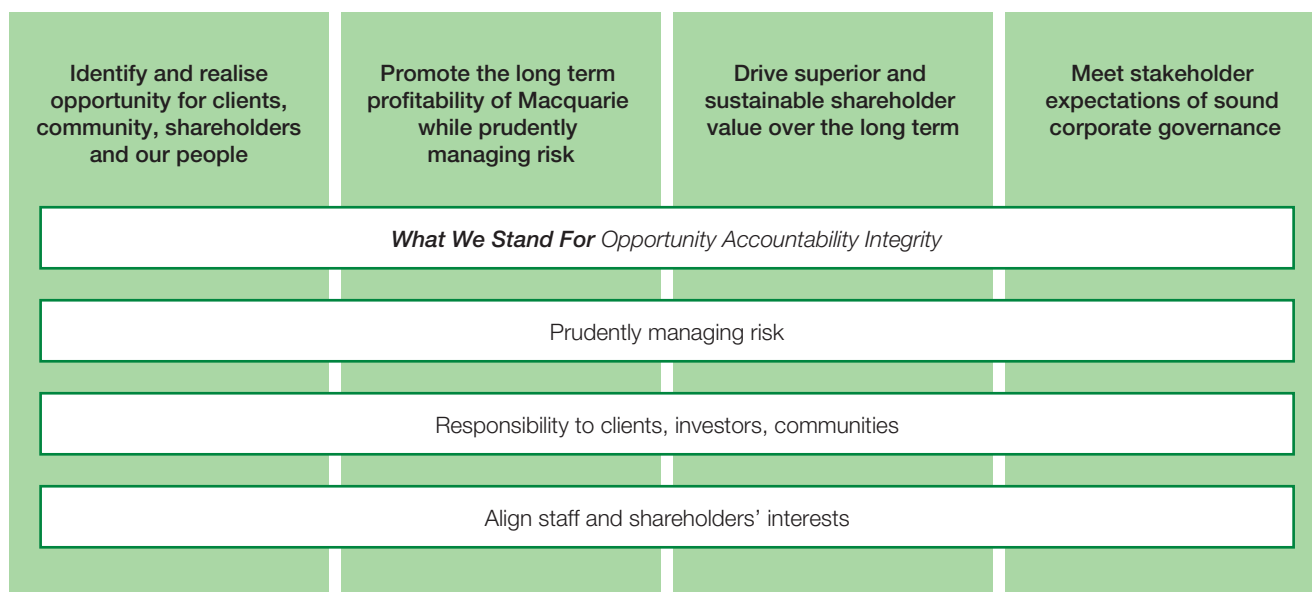 Identify and realise
opportunity for clients,
community, shareholders
and our people
Promote the long term
profitability of Macquarie
while prudently
managing risk
Drive superior and
sustainable shareholder
value over the long term
Meet stakeholder
expectations of sound
corporate governance
What We Stand For Opportunity Accountability Integrity
Prudently managing risk
Responsibility to clients, investors, communities
Align staff and shareholders’ interests